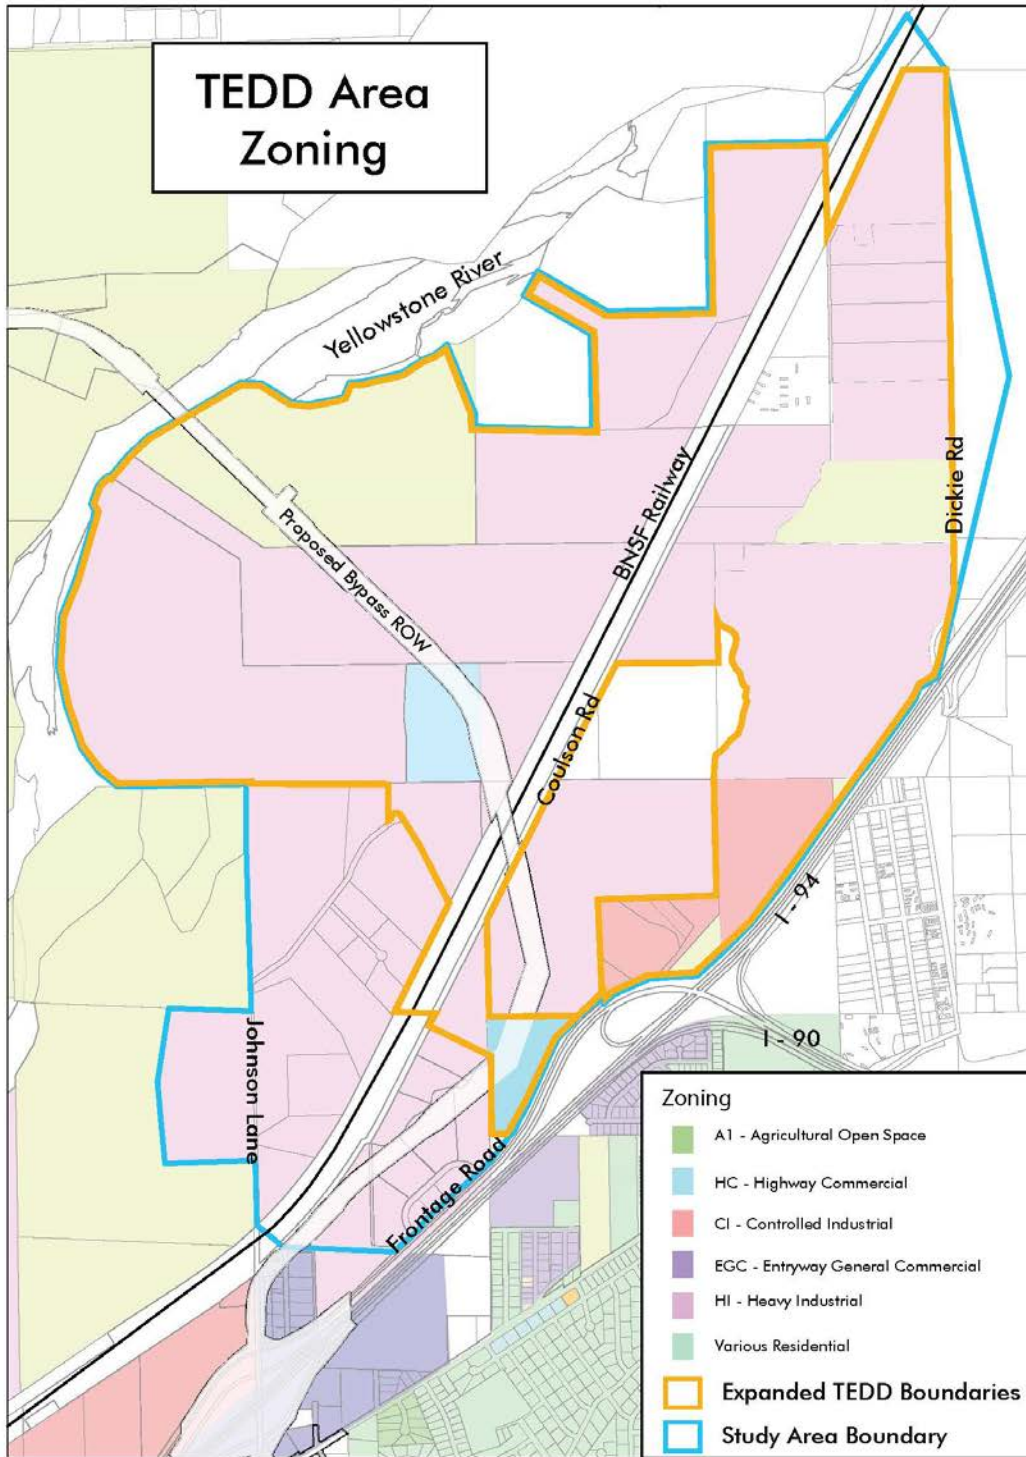 TEDD Area
Zoning
Yellowstone River
Proposed Bypass ROW
BNSF Railway
Dickie Rd
Coulson Rd
I - 94
I - 90
Johnson Lane
Frontage Road
Zoning
A1 - Agricultural Open Space
HC - Highway Commercial
CI - Controlled Industrial
EGC - Entryway General Commercial
HI - Heavy Industrial
Various Residential
Expanded TEDD Boundaries
Study Area Boundary